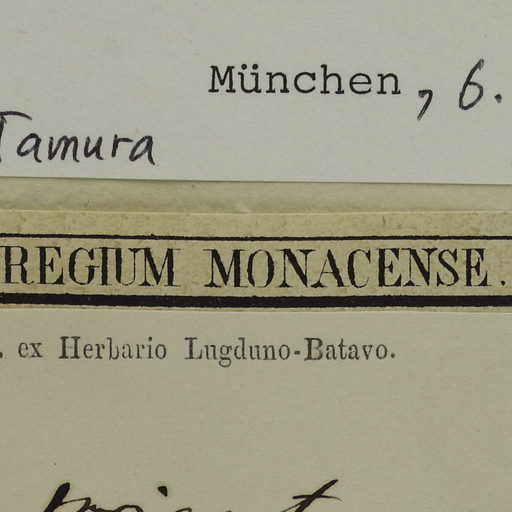 München, 6.
Tamura
REGIUM MONACENSE.
. ex Herbario Lugduno-Batavo.